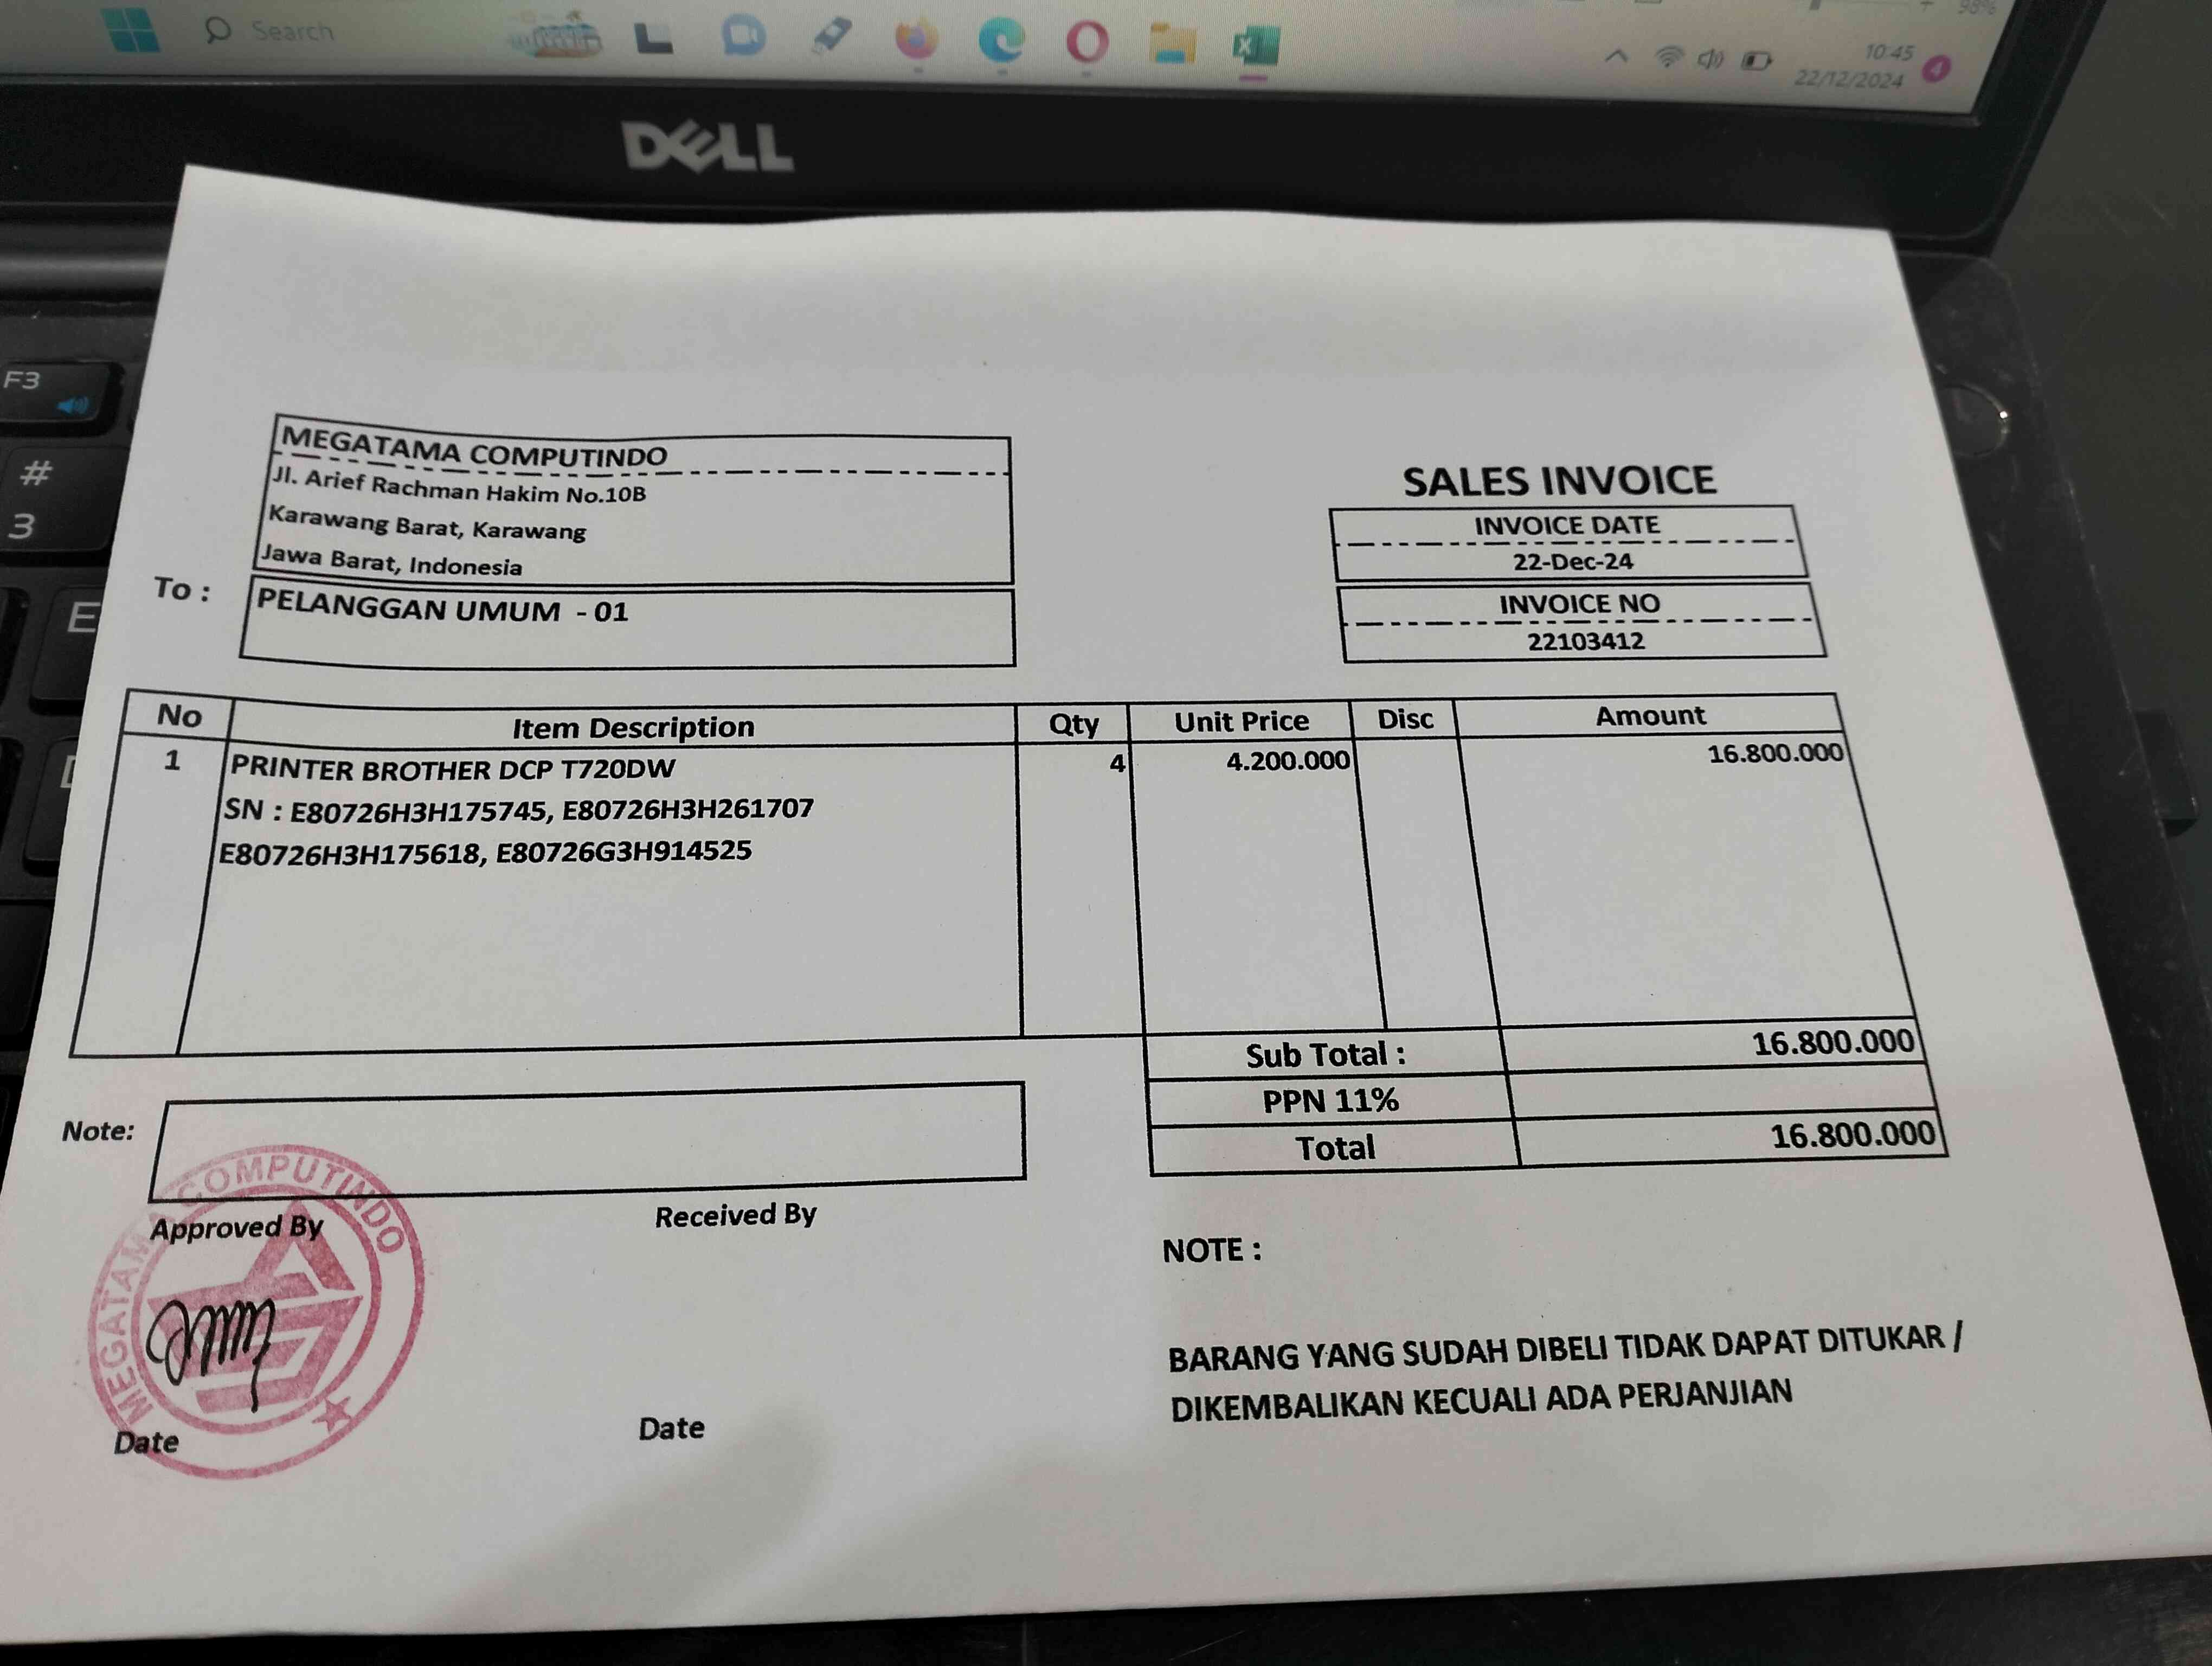 Search
98%
10:45
22/12/2024
4
DELL
F3
#
3
E
MEGATAMA COMPUTINDO
Jl. Arief Rachman Hakim No.10B
Karawang Barat, Karawang
Jawa Barat, Indonesia
To :
PELANGGAN UMUM - 01
SALES INVOICE
INVOICE DATE
22-Dec-24
INVOICE NO
22103412
No Item Description Qty Unit Price Disc Amount
1 PRINTER BROTHER DCP T720DW 4 4.200.000 16.800.000
SN : E80726H3H175745, E80726H3H261707
E80726H3H175618, E80726G3H914525
Sub Total : 16.800.000
PPN 11%
Total 16.800.000
Note:
Approved By
Received By
MEGATAMA COMPUTINDO
Date
Date
NOTE :
BARANG YANG SUDAH DIBELI TIDAK DAPAT DITUKAR /
DIKEMBALIKAN KECUALI ADA PERJANJIAN